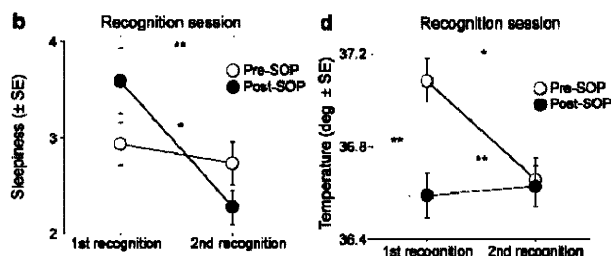 b
Recognition session
Sleepiness (± SE)
4
3
2
**
*
Pre-SOP
Post-SOP
1st recognition
2nd recognition
d
Recognition session
Temperature (deg ± SE)
37.2
36.8
36.4
*
**
**
Pre-SOP
Post-SOP
1st recognition
2nd recognition